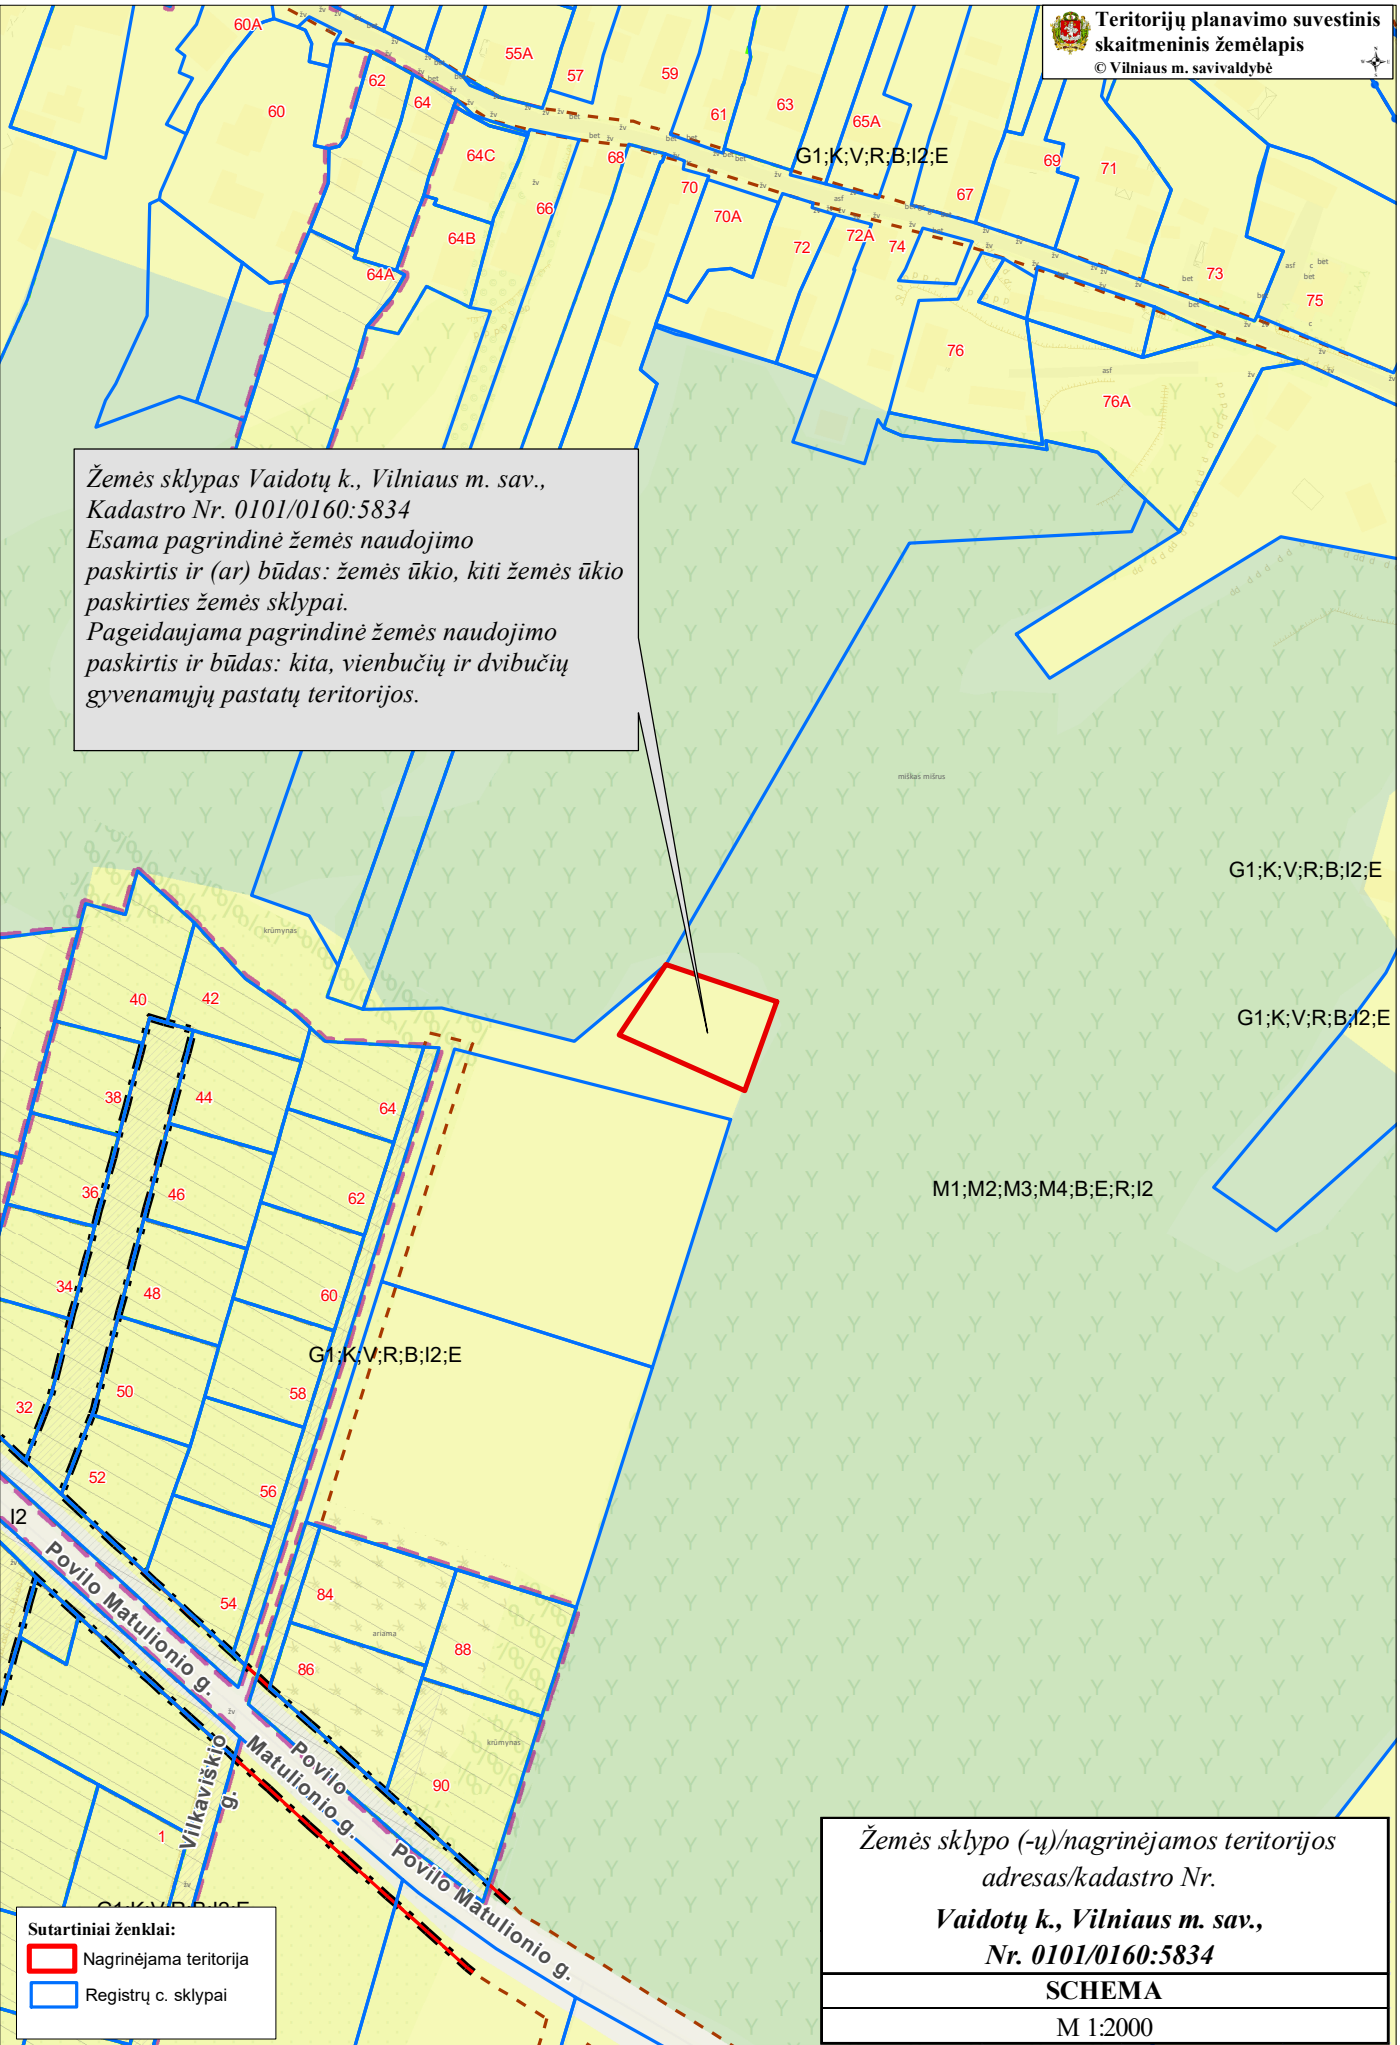 Teritorijų planavimo suvestinis
skaitmeninis žemėlapis
© Vilniaus m. savivaldybė
60A
55A
57
59
62
64
60
61
63
65A
64C
68
G1;K;V;R;B;I2;E
69
71
66
70
70A
67
64B
72
72A
74
64A
73
75
76
76A
Žemės sklypas Vaidotų k., Vilniaus m. sav.,
Kadastro Nr. 0101/0160:5834
Esama pagrindinė žemės naudojimo
paskirtis ir (ar) būdas: žemės ūkio, kiti žemės ūkio
paskirties žemės sklypai.
Pageidaujama pagrindinė žemės naudojimo
paskirtis ir būdas: kita, vienbučių ir dvibučių
gyvenamųjų pastatų teritorijos.
miškas mišrus
G1;K;V;R;B;I2;E
krūmynas
40
42
G1;K;V;R;B;I2;E
38
44
64
36
46
62
M1;M2;M3;M4;B;E;R;I2
34
48
60
G1;K;V;R;B;I2;E
32
50
58
52
56
I2
Povilo Matulionio g.
54
84
ariama
88
86
krūmynas
90
Vilkaviškio
g.
Povilo
Matulionio g.
Povilo Matulionio g.
1
G1;K;V;R;B;I2;E
Sutartiniai ženklai:
Nagrinėjama teritorija
Registrų c. sklypai
Žemės sklypo (-ų)/nagrinėjamos teritorijos
adresas/kadastro Nr.
Vaidotų k., Vilniaus m. sav.,
Nr. 0101/0160:5834
SCHEMA
M 1:2000